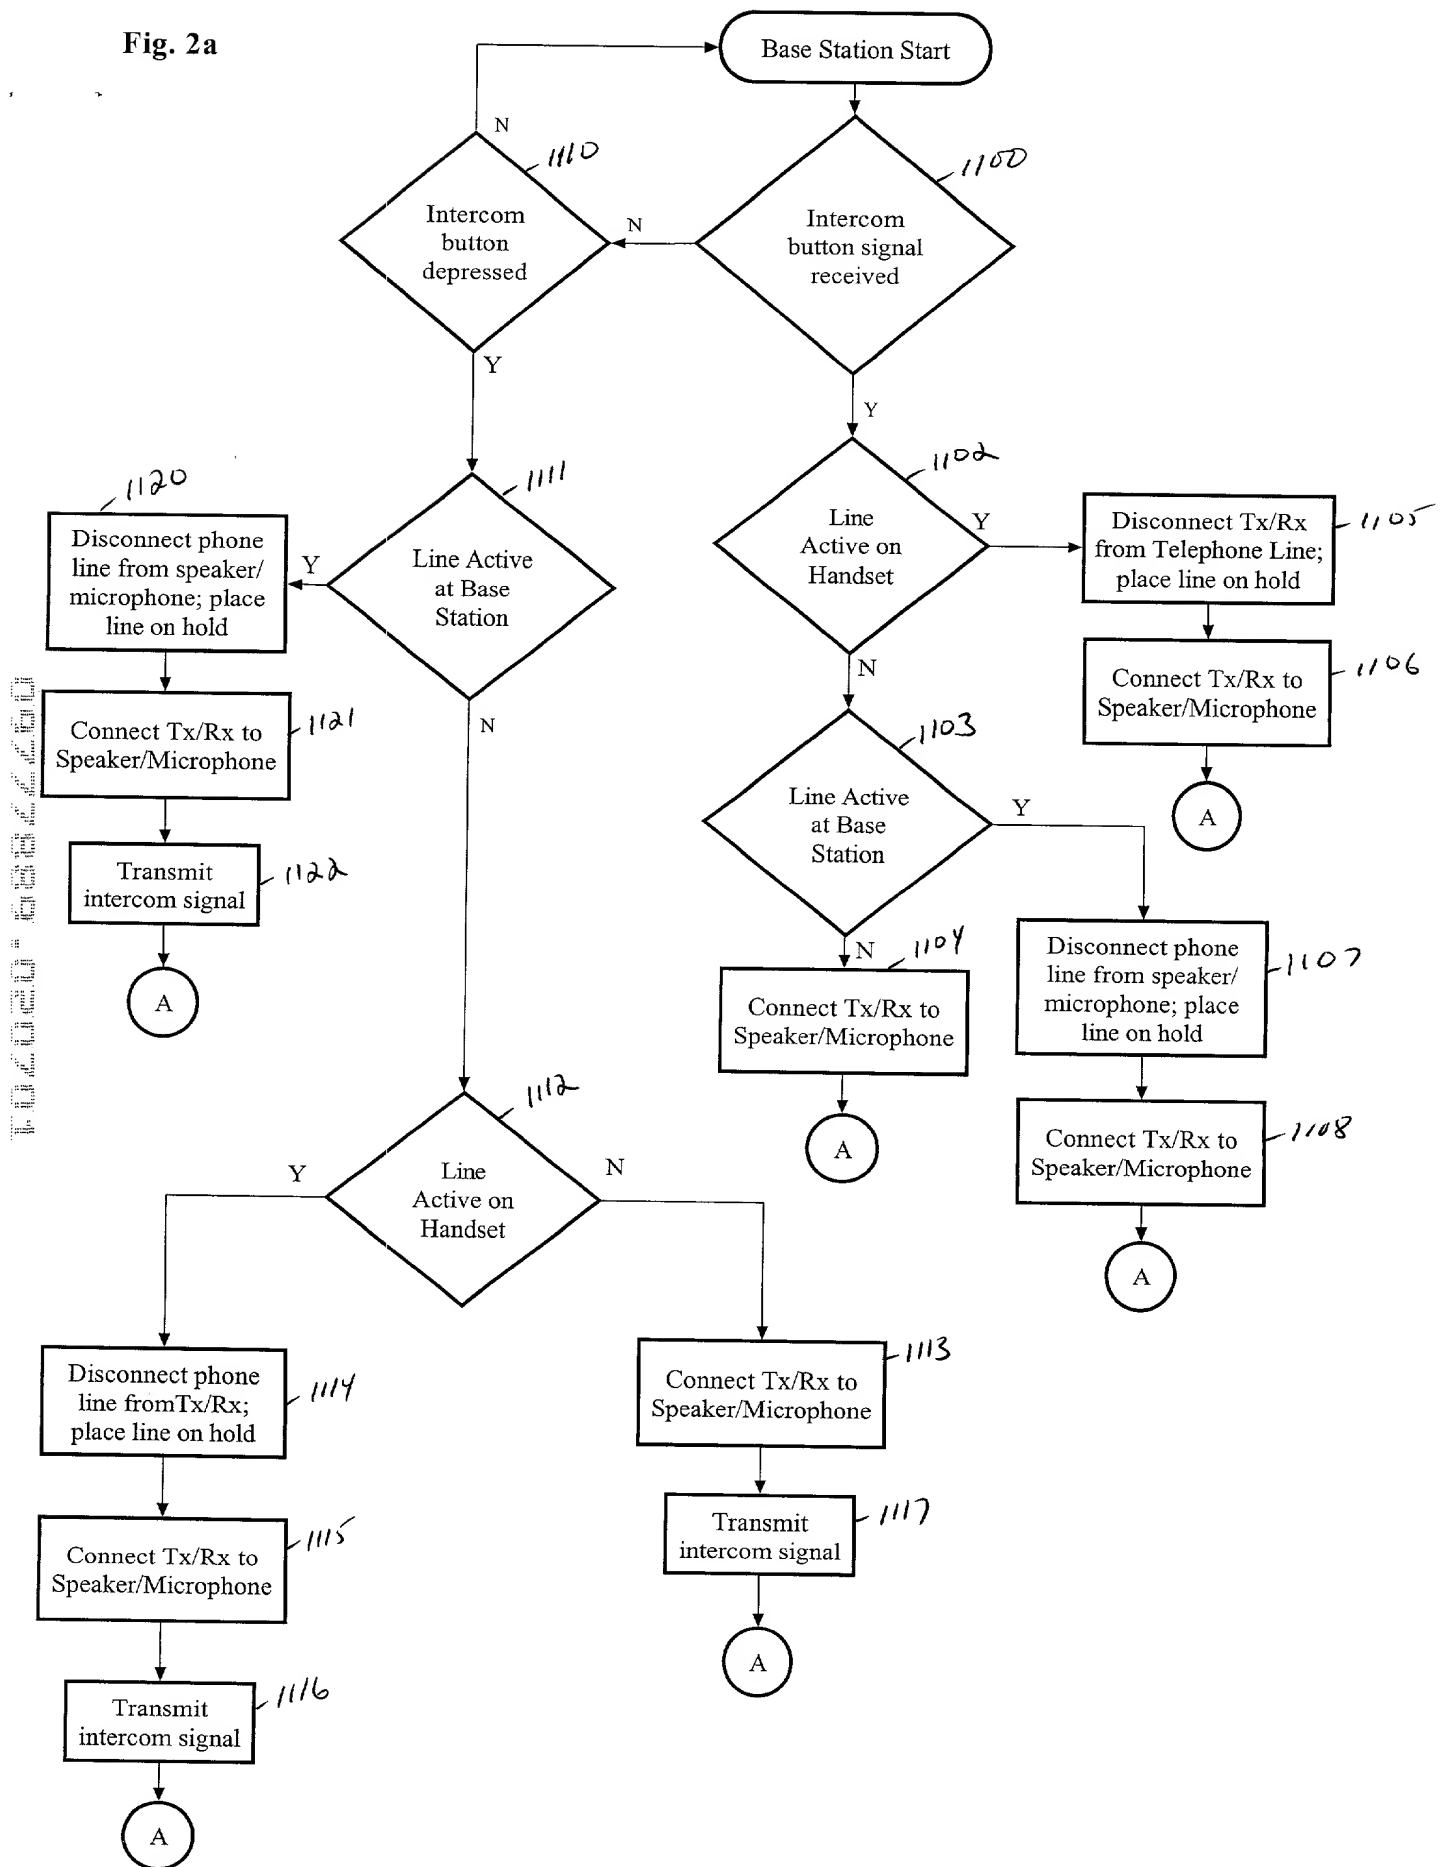 Fig. 2a
Base Station Start
N
1110
1100
Intercom
button
depressed
N
Intercom
button signal
received
Y
Y
1120
1111
1102
Disconnect phone
line from speaker/
microphone; place
line on hold
Y
Line Active
at Base
Station
Line
Active on
Handset
Y
Disconnect Tx/Rx
from Telephone Line;
place line on hold
1105
N
Connect Tx/Rx to
Speaker/Microphone
1106
Connect Tx/Rx to
Speaker/Microphone
1121
N
1103
Line Active
at Base
Station
Y
A
Transmit
intercom signal
1122
N
1104
Disconnect phone
line from speaker/
microphone; place
line on hold
1107
A
Connect Tx/Rx to
Speaker/Microphone
1112
A
Connect Tx/Rx to
Speaker/Microphone
1108
Y
Line
Active on
Handset
N
A
Disconnect phone
line fromTx/Rx;
place line on hold
1114
Connect Tx/Rx to
Speaker/Microphone
1113
Connect Tx/Rx to
Speaker/Microphone
1115
Transmit
intercom signal
1117
A
Transmit
intercom signal
1116
A